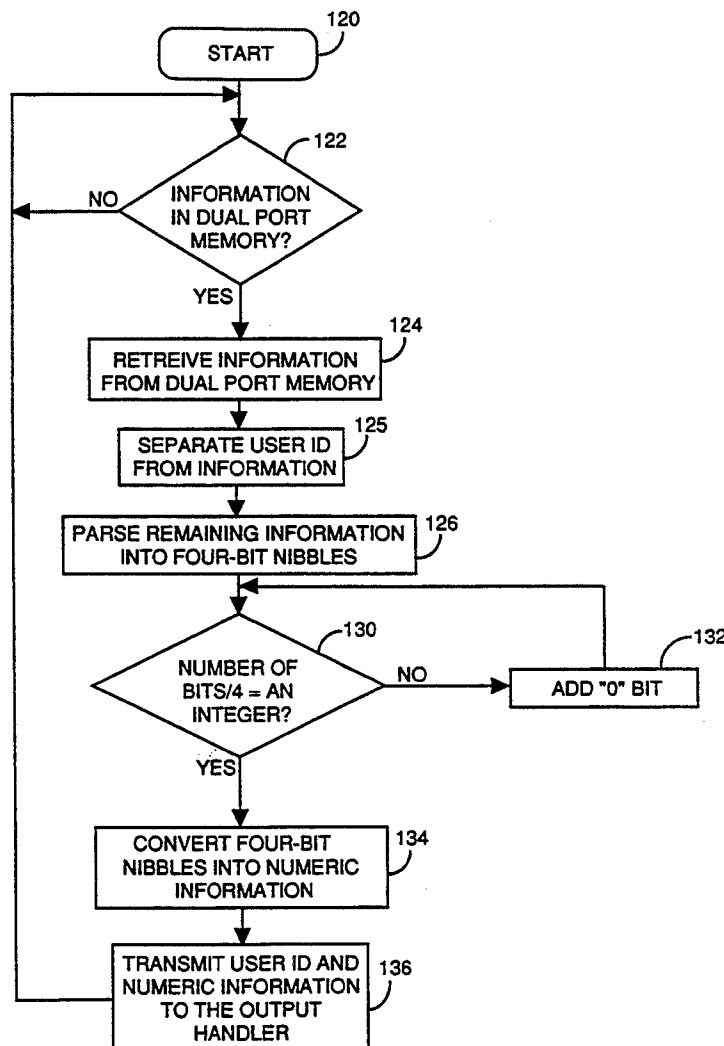 120
START
122
NO
INFORMATION
IN DUAL PORT
MEMORY?
YES
124
RETREIVE INFORMATION
FROM DUAL PORT MEMORY
125
SEPARATE USER ID
FROM INFORMATION
126
PARSE REMAINING INFORMATION
INTO FOUR-BIT NIBBLES
130
132
NUMBER OF
BITS/4 = AN
INTEGER?
NO
ADD "0" BIT
YES
134
CONVERT FOUR-BIT
NIBBLES INTO NUMERIC
INFORMATION
136
TRANSMIT USER ID AND
NUMERIC INFORMATION
TO THE OUTPUT
HANDLER